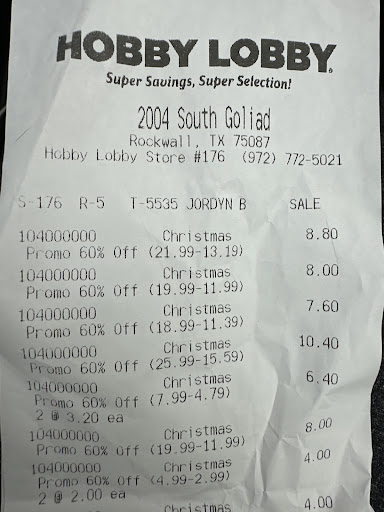 HOBBY LOBBY
Super Savings, Super Selection!
2004 South Goliad
Rockwall, TX 75087
Hobby Lobby Store #176 (972) 772-5021
S-176 R-5 T-5535 JORDYN B SALE
104000000 Christmas 8.80
Promo 60% Off (21.99-13.19)
104000000 Christmas 8.00
Promo 60% Off (19.99-11.99)
104000000 Christmas 7.60
Promo 60% Off (18.99-11.39)
104000000 Christmas 10.40
Promo 60% Off (25.99-15.59)
104000000 Christmas 6.40
Promo 60% Off (7.99-4.79)
2 @ 3.20 ea
104000000 Christmas 8.00
Promo 60% Off (19.99-11.99)
104000000 Christmas 4.00
Promo 60% Off (4.99-2.99)
2 @ 2.00 ea
Christmas 4.00